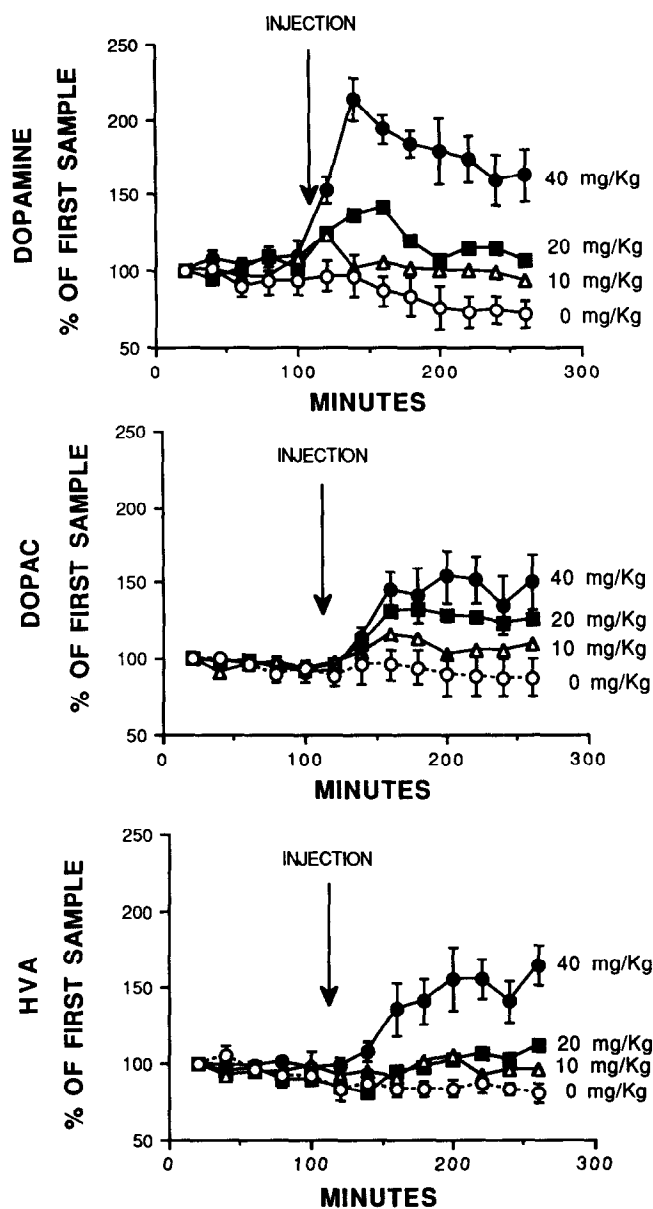 INJECTION
250
200
150
100
50
DOPAMINE
% OF FIRST SAMPLE
40 mg/Kg
20 mg/Kg
10 mg/Kg
0 mg/Kg
0 100 200 300
MINUTES
250
200
150
100
50
INJECTION
DOPAC
% OF FIRST SAMPLE
40 mg/Kg
20 mg/Kg
10 mg/Kg
0 mg/Kg
0 100 200 300
MINUTES
250
200
150
100
50
INJECTION
HVA
% OF FIRST SAMPLE
40 mg/Kg
20 mg/Kg
10 mg/Kg
0 mg/Kg
0 100 200 300
MINUTES